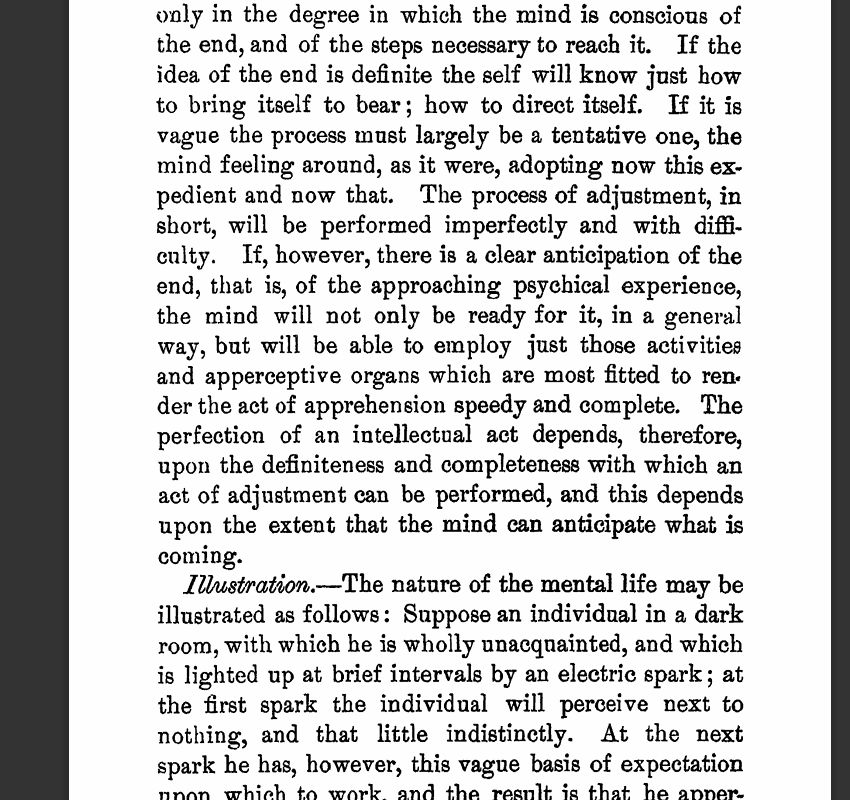 only in the degree in which the mind is conscious of
the end, and of the steps necessary to reach it. If the
idea of the end is definite the self will know just how
to bring itself to bear; how to direct itself. If it is
vague the process must largely be a tentative one, the
mind feeling around, as it were, adopting now this ex-
pedient and now that. The process of adjustment, in
short, will be performed imperfectly and with diffi-
culty. If, however, there is a clear anticipation of the
end, that is, of the approaching psychical experience,
the mind will not only be ready for it, in a general
way, but will be able to employ just those activities
and apperceptive organs which are most fitted to ren-
der the act of apprehension speedy and complete. The
perfection of an intellectual act depends, therefore,
upon the definiteness and completeness with which an
act of adjustment can be performed, and this depends
upon the extent that the mind can anticipate what is
coming.
Illustration.—The nature of the mental life may be
illustrated as follows: Suppose an individual in a dark
room, with which he is wholly unacquainted, and which
is lighted up at brief intervals by an electric spark; at
the first spark the individual will perceive next to
nothing, and that little indistinctly. At the next
spark he has, however, this vague basis of expectation
upon which to work, and the result is that he apper-